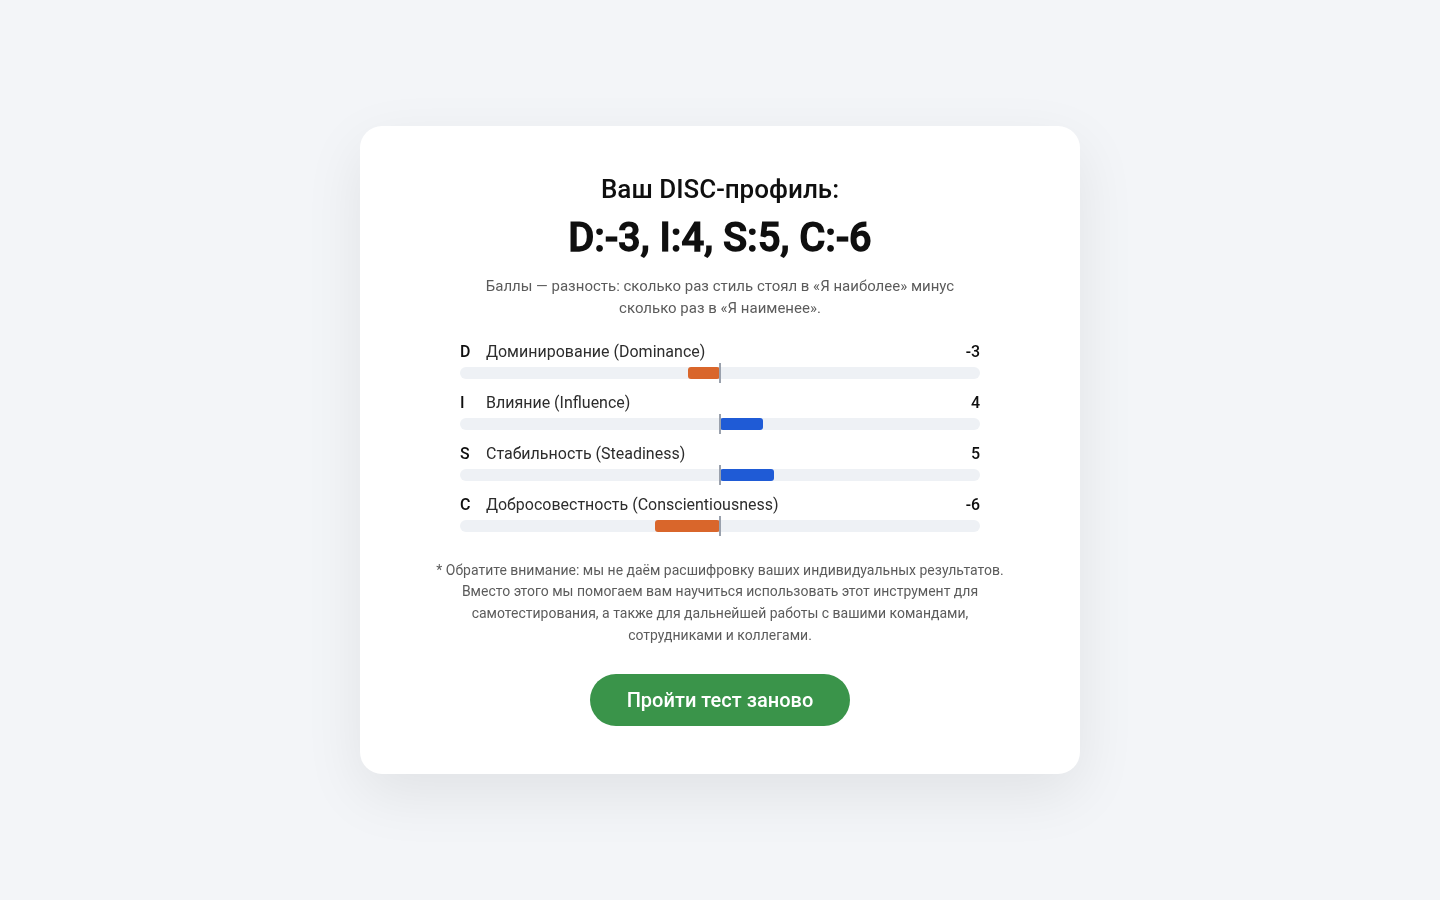 Ваш DISC-профиль:
D:-3, I:4, S:5, C:-6
Баллы — разность: сколько раз стиль стоял в «Я наиболее» минус
сколько раз в «Я наименее».
D Доминирование (Dominance) -3
I Влияние (Influence) 4
S Стабильность (Steadiness) 5
C Добросовестность (Conscientiousness) -6
* Обратите внимание: мы не даём расшифровку ваших индивидуальных результатов.
Вместо этого мы помогаем вам научиться использовать этот инструмент для
самотестирования, а также для дальнейшей работы с вашими командами,
сотрудниками и коллегами.
Пройти тест заново